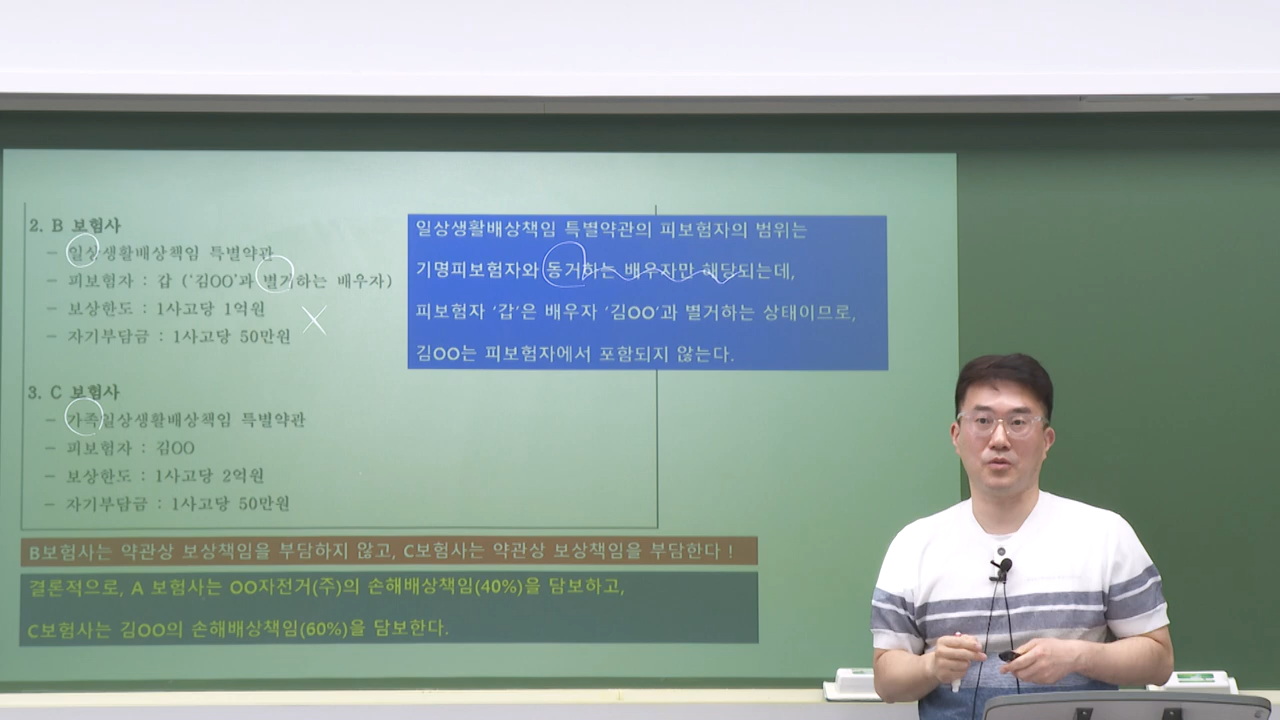 2. B 보험사
- 일상생활배상책임 특별약관
- 피보험자 : 갑 ('김OO'과 별거하는 배우자)
- 보상한도 : 1사고당 1억원
- 자기부담금 : 1사고당 50만원
일상생활배상책임 특별약관의 피보험자의 범위는
기명피보험자와 동거하는 배우자만 해당되는데,
피보험자 '갑'은 배우자 '김OO'과 별거하는 상태이므로,
김OO는 피보험자에서 포함되지 않는다.
3. C 보험사
- 가족일상생활배상책임 특별약관
- 피보험자 : 김OO
- 보상한도 : 1사고당 2억원
- 자기부담금 : 1사고당 50만원
B보험사는 약관상 보상책임을 부담하지 않고, C보험사는 약관상 보상책임을 부담한다 !
결론적으로, A 보험사는 OO자전거(주)의 손해배상책임(40%)을 담보하고,
C보험사는 김OO의 손해배상책임(60%)을 담보한다.